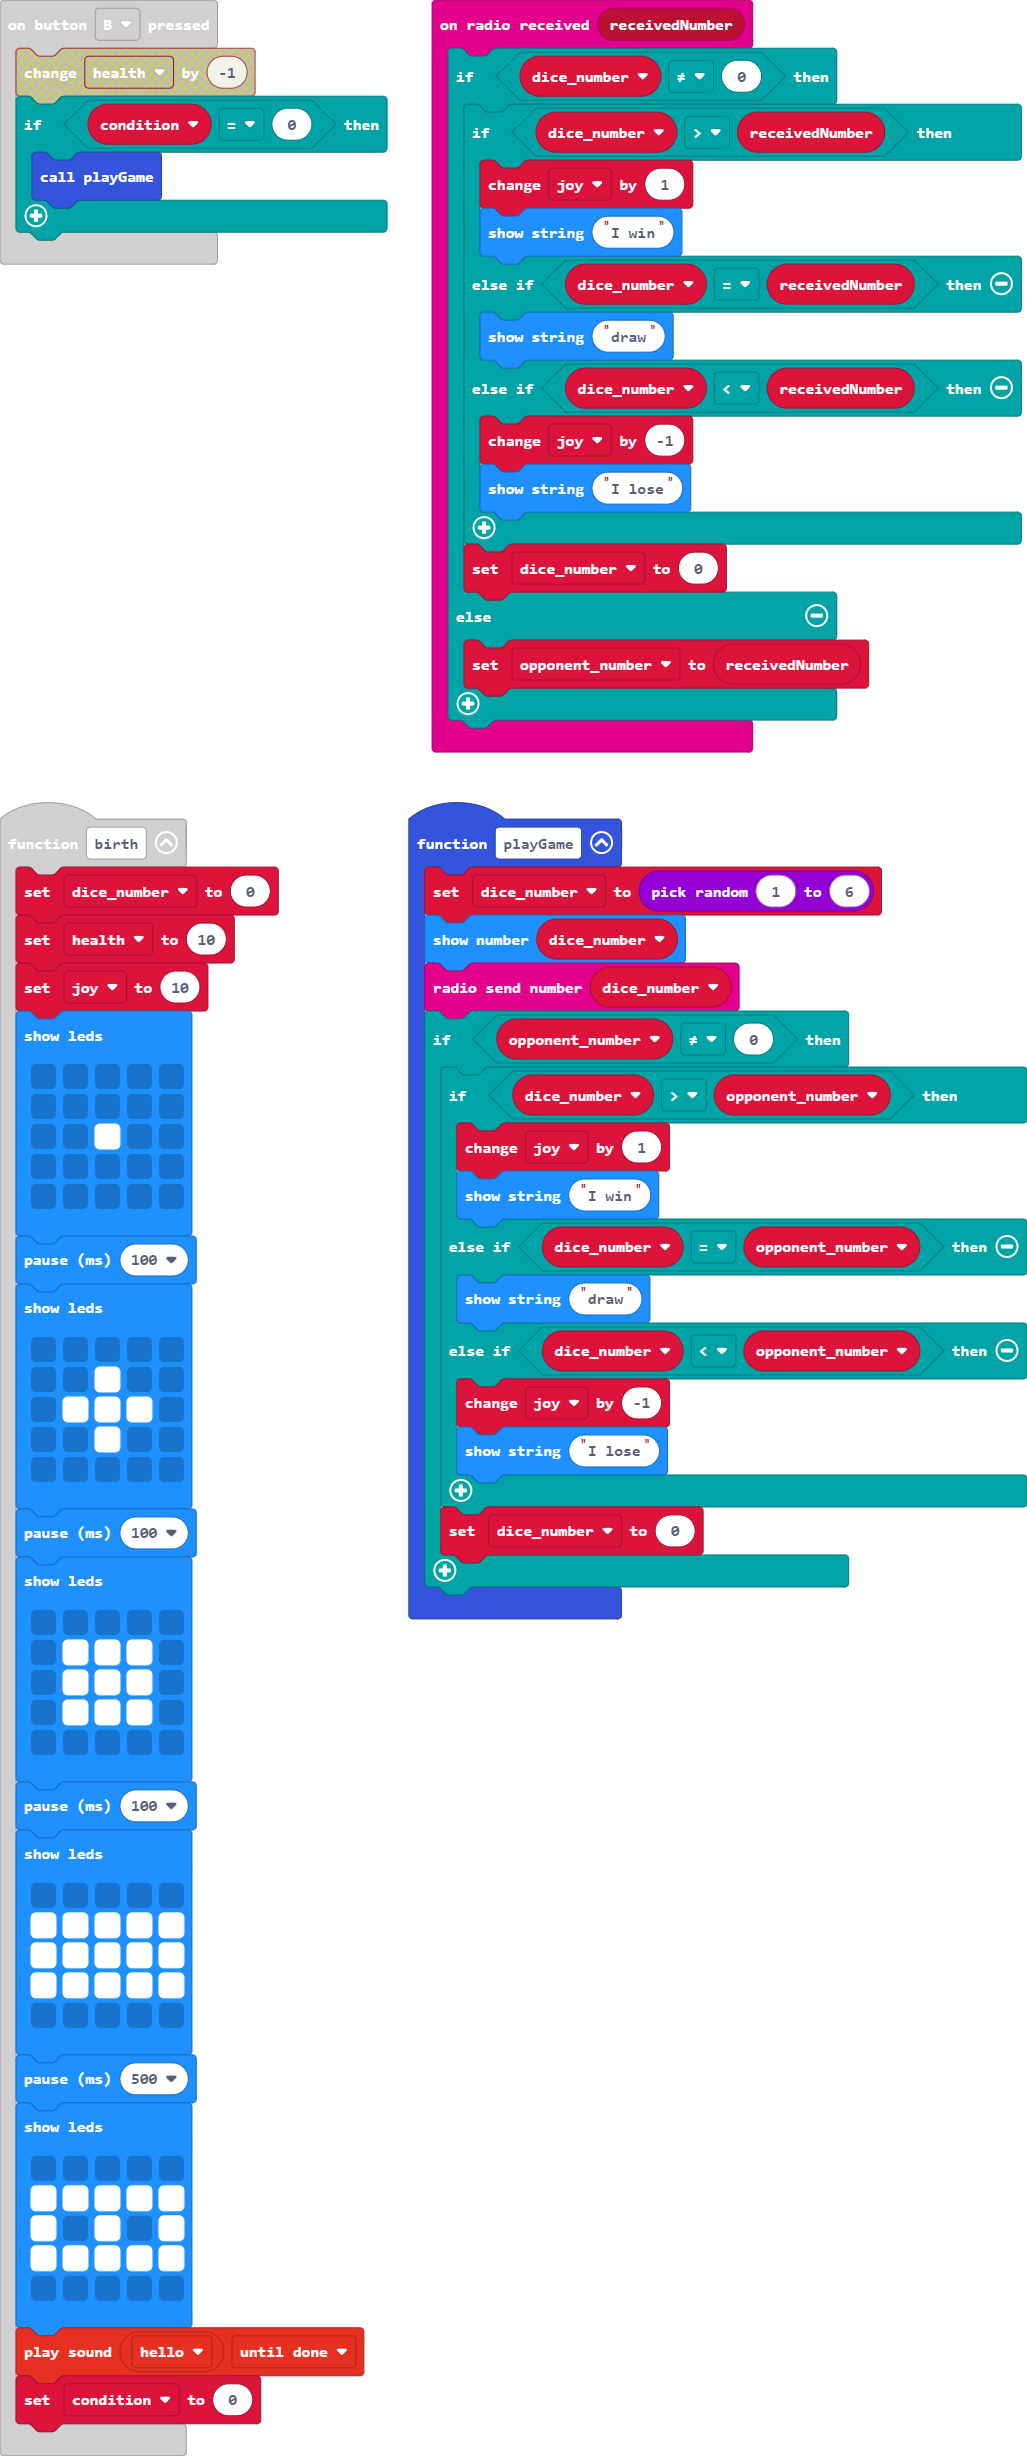 on button B pressed
change health by -1
if condition = 0 then
call playGame
on radio received receivedNumber
if dice_number ≠ 0 then
if dice_number > receivedNumber then
change joy by 1
show string "I win"
else if dice_number = receivedNumber then
show string "draw"
else if dice_number < receivedNumber then
change joy by -1
show string "I lose"
set dice_number to 0
else
set opponent_number to receivedNumber
function birth
set dice_number to 0
set health to 10
set joy to 10
show leds
pause (ms) 100
show leds
pause (ms) 100
show leds
pause (ms) 100
show leds
pause (ms) 500
show leds
play sound hello until done
set condition to 0
function playGame
set dice_number to pick random 1 to 6
show number dice_number
radio send number dice_number
if opponent_number ≠ 0 then
if dice_number > opponent_number then
change joy by 1
show string "I win"
else if dice_number = opponent_number then
show string "draw"
else if dice_number < opponent_number then
change joy by -1
show string "I lose"
set dice_number to 0